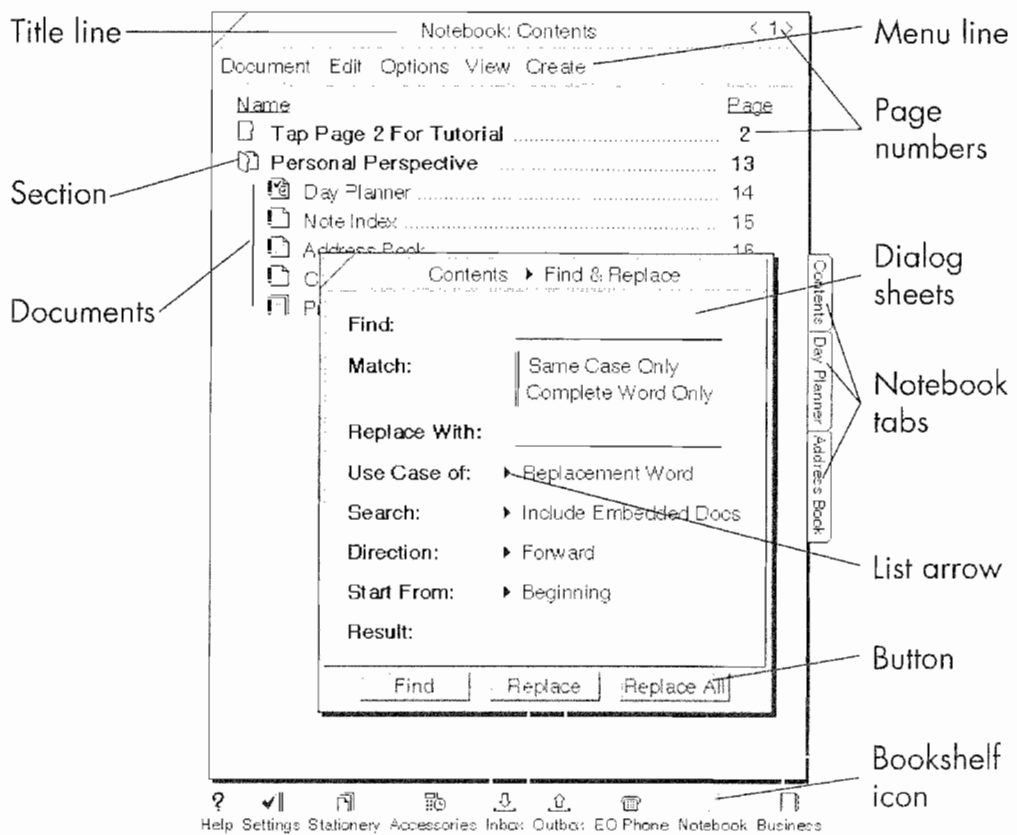 Title line
Notebook: Contents
< 1 >
Menu line
Document Edit Options View Create
Name
Page
Page
numbers
Tap Page 2 For Tutorial 2
Section
Personal Perspective 13
Day Planner 14
Note Index 15
Address Book 16
Documents
Contents ▸ Find & Replace
Dialog
sheets
Find:
Match:
Same Case Only
Complete Word Only
Replace With:
Use Case of: ▸ Replacement Word
Search: ▸ Include Embedded Docs
Direction: ▸ Forward
Start From: ▸ Beginning
Result:
Find Replace Replace All
Contents
Day Planner
Address Book
Notebook
tabs
List arrow
Button
Bookshelf
icon
? 
Help Settings Stationery Accessories Inbox Outbox EO Phone Notebook Business